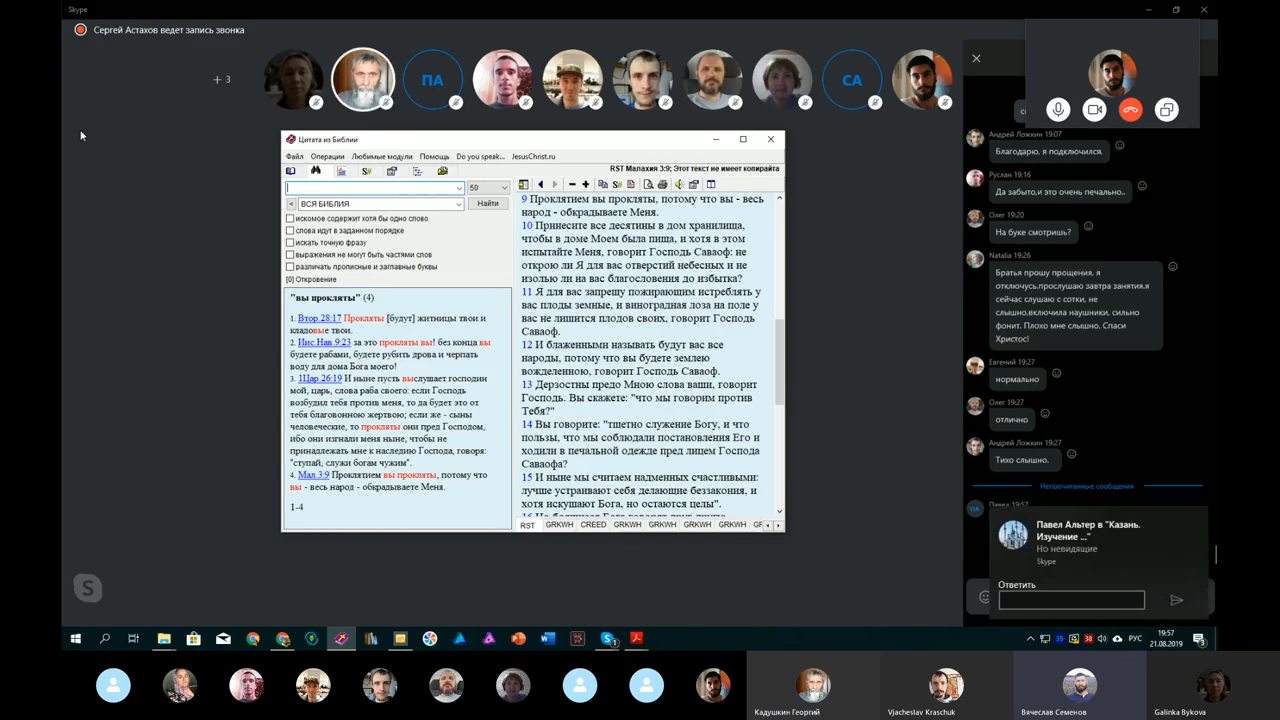 Skype
Сергей Астахов ведет запись звонка
+ 3
ПА
СА
Цитата из Библии
Файл Операции Любимые модули Помощь Do you speak... JesusChrist.ru
RST Малахия 3:9; Этот текст не имеет копирайта
50
ВСЯ БИБЛИЯ
Найти
искомое содержит хотя бы одно слово
слова идут в заданном порядке
искать точную фразу
выражения не могут быть частями слов
различать прописные и заглавные буквы
[0] Откровение
"вы прокляты" (4)
1. Втор.28:17 Прокляты [будут] житницы твои и
кладовые твои.
2. Иис.Нав.9:23 за это прокляты вы! без конца вы
будете рабами, будете рубить дрова и черпать
воду для дома Бога моего!
3. 1Цар.26:19 И ныне пусть выслушает господин
мой, царь, слова раба своего: если Господь
возбудил тебя против меня, то да будет это от
тебя благовонною жертвою; если же - сыны
человеческие, то прокляты они пред Господом,
ибо они изгнали меня ныне, чтобы не
принадлежать мне к наследию Господа, говоря:
"ступай, служи богам чужим".
4. Мал.3:9 Проклятием вы прокляты, потому что
вы - весь народ - обкрадываете Меня.
1-4
9 Проклятием вы прокляты, потому что вы - весь
народ - обкрадываете Меня.
10 Принесите все десятины в дом хранилища,
чтобы в доме Моем была пища, и хотя в этом
испытайте Меня, говорит Господь Саваоф: не
открою ли Я для вас отверстий небесных и не
изолью ли на вас благословения до избытка?
11 Я для вас запрещу пожирающим истреблять у
вас плоды земные, и виноградная лоза на поле у
вас не лишится плодов своих, говорит Господь
Саваоф.
12 И блаженными называть будут вас все
народы, потому что вы будете землею
вожделенною, говорит Господь Саваоф.
13 Дерзостны предо Мною слова ваши, говорит
Господь. Вы скажете: "что мы говорим против
Тебя?"
14 Вы говорите: "тщетно служение Богу, и что
пользы, что мы соблюдали постановления Его и
ходили в печальной одежде пред лицем Господа
Саваофа?
15 И ныне мы считаем надменных счастливыми:
лучше устраивают себя делающие беззакония, и
хотя искушают Бога, но остаются целы".
RST GRKWH CREED GRKWH GRKWH GRKWH GRKWH
Андрей Ложкин 19:07
Благодарю, я подключился.
Руслан 19:16
Да забыто.и это очень печально..
Олег 19:20
На буке смотришь?
Natalia 19:26
Братья прошу прощения, я
отключусь.прослушаю завтра занятия.я
сейчас слушаю с сотки, не
слышно,включила наушники, сильно
фонит. Плохо мне слышно. Спаси
Христос!
Евгений 19:27
нормально
Олег 19:27
отлично
Андрей Ложкин 19:27
Тихо слышно.
Непрочитанные сообщения
Павел 19:57
ПА
Павел Альтер в "Казань.
Изучение ..."
Но невидящие
Skype
Ответить
35
38
РУС
19:57
21.08.2019
Кадушкин Георгий
Vjacheslav Kraschuk
Вячеслав Семенов
Galinka Bykova